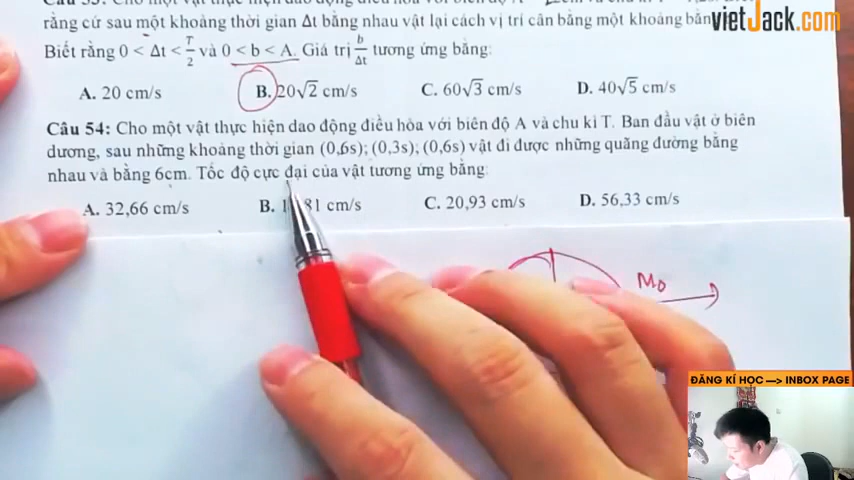 vietJack.com
rằng cứ sau một khoảng thời gian Δt bằng nhau vật lại cách vị trí cân bằng một khoảng
Biết rằng 0 < Δt < T/2 và 0 < b < A. Giá trị b/Δt tương ứng bằng:
A. 20 cm/s B. 20√2 cm/s C. 60√3 cm/s D. 40√5 cm/s
Câu 54: Cho một vật thực hiện dao động điều hòa với biên độ A và chu kì T. Ban đầu vật ở biên
dương, sau những khoảng thời gian (0,6s); (0,3s); (0,6s) vật đi được những quãng đường bằng
nhau và bằng 6cm. Tốc độ cực đại của vật tương ứng bằng:
A. 32,66 cm/s B. 81 cm/s C. 20,93 cm/s D. 56,33 cm/s
M0
ĐĂNG KÍ HỌC —> INBOX PAGE